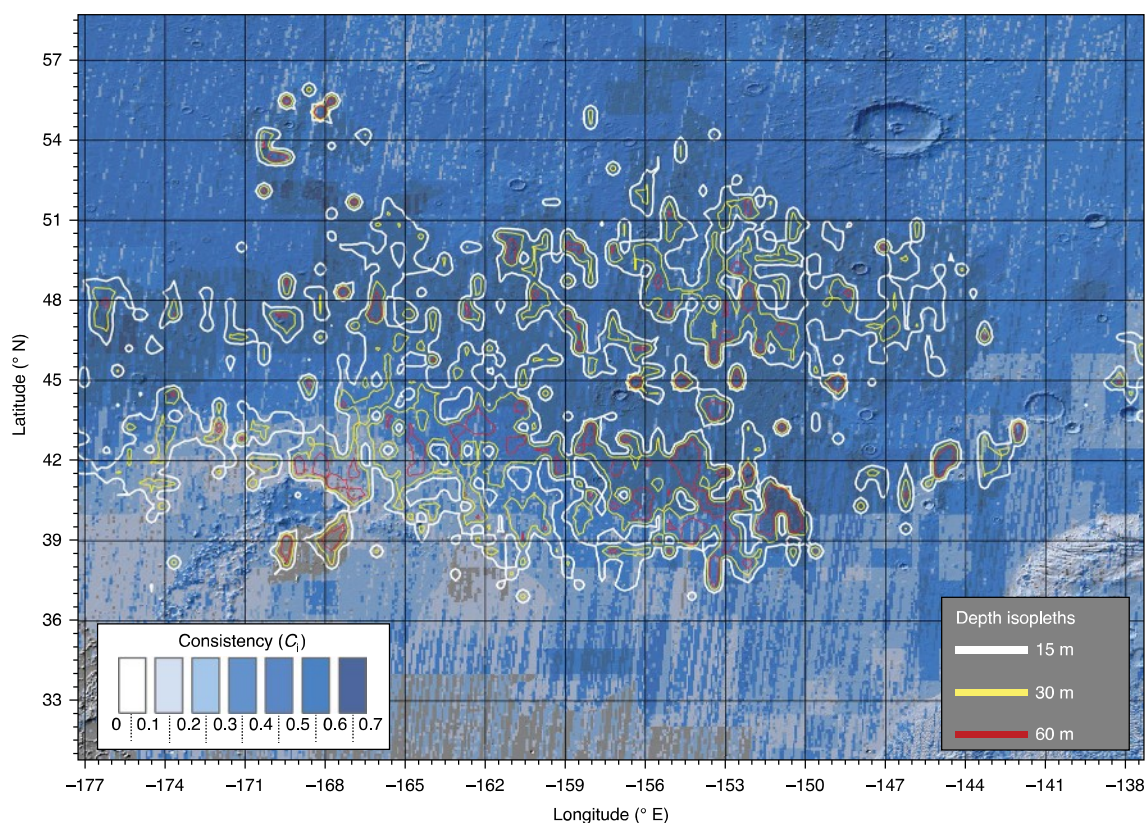 57
54
51
48
45
42
39
36
33
Latitude (° N)
Consistency (Ci)
0 0.1 0.2 0.3 0.4 0.5 0.6 0.7
Depth isopleths
15 m
30 m
60 m
–177 –174 –171 –168 –165 –162 –159 –156 –153 –150 –147 –144 –141 –138
Longitude (° E)